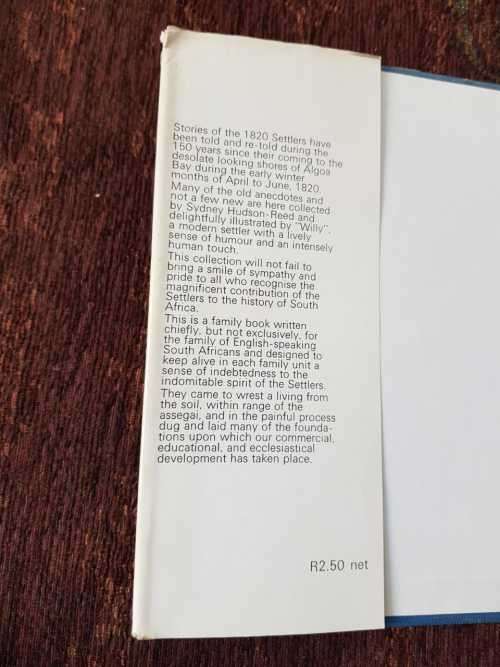 Stories of the 1820 Settlers have
been told and re-told during the
150 years since their coming to the
desolate looking shores of Algoa
Bay during the early winter
months of April to June, 1820.
Many of the old anecdotes and
not a few new are here collected
by Sydney Hudson-Reed and
delightfully illustrated by "Willy",
a modern settler with a lively
sense of humour and an intensely
human touch.
This collection will not fail to
bring a smile of sympathy and
pride to all who recognise the
magnificent contribution of the
Settlers to the history of South
Africa.
This is a family book written
chiefly, but not exclusively, for
the family of English-speaking
South Africans and designed to
keep alive in each family unit a
sense of indebtedness to the
indomitable spirit of the Settlers.
They came to wrest a living from
the soil, within range of the
assegai, and in the painful process
dug and laid many of the founda-
tions upon which our commercial,
educational, and ecclesiastical
development has taken place.
R2.50 net